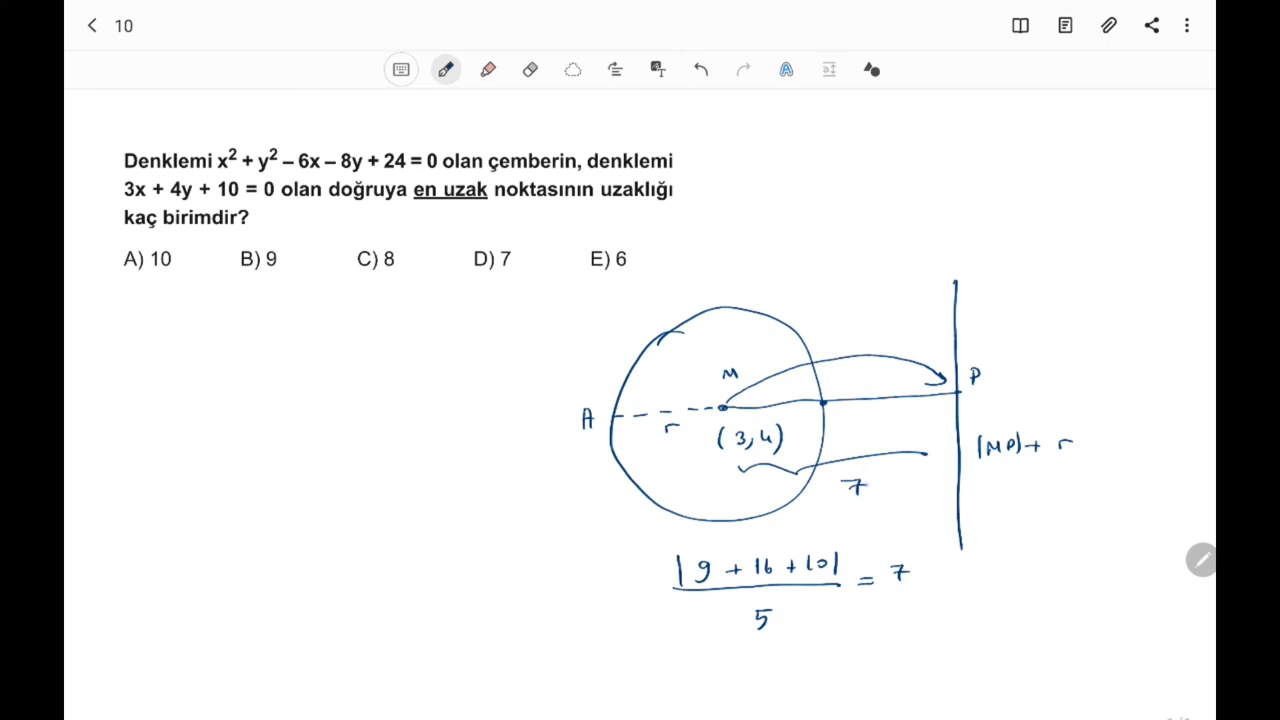 10
Denklemi x² + y² – 6x – 8y + 24 = 0 olan çemberin, denklemi
3x + 4y + 10 = 0 olan doğruya en uzak noktasının uzaklığı
kaç birimdir?
A) 10 B) 9 C) 8 D) 7 E) 6
M
P
A
r
(3,4)
|MP|+ r
7
|9 + 16 + 10|
= 7
5